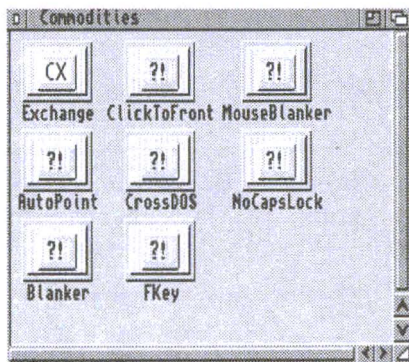 Commodities
CX ?! ?!
Exchange ClickToFront MouseBlanker
?! ?! ?!
AutoPoint CrossDOS NoCapsLock
?! ?!
Blanker FKey